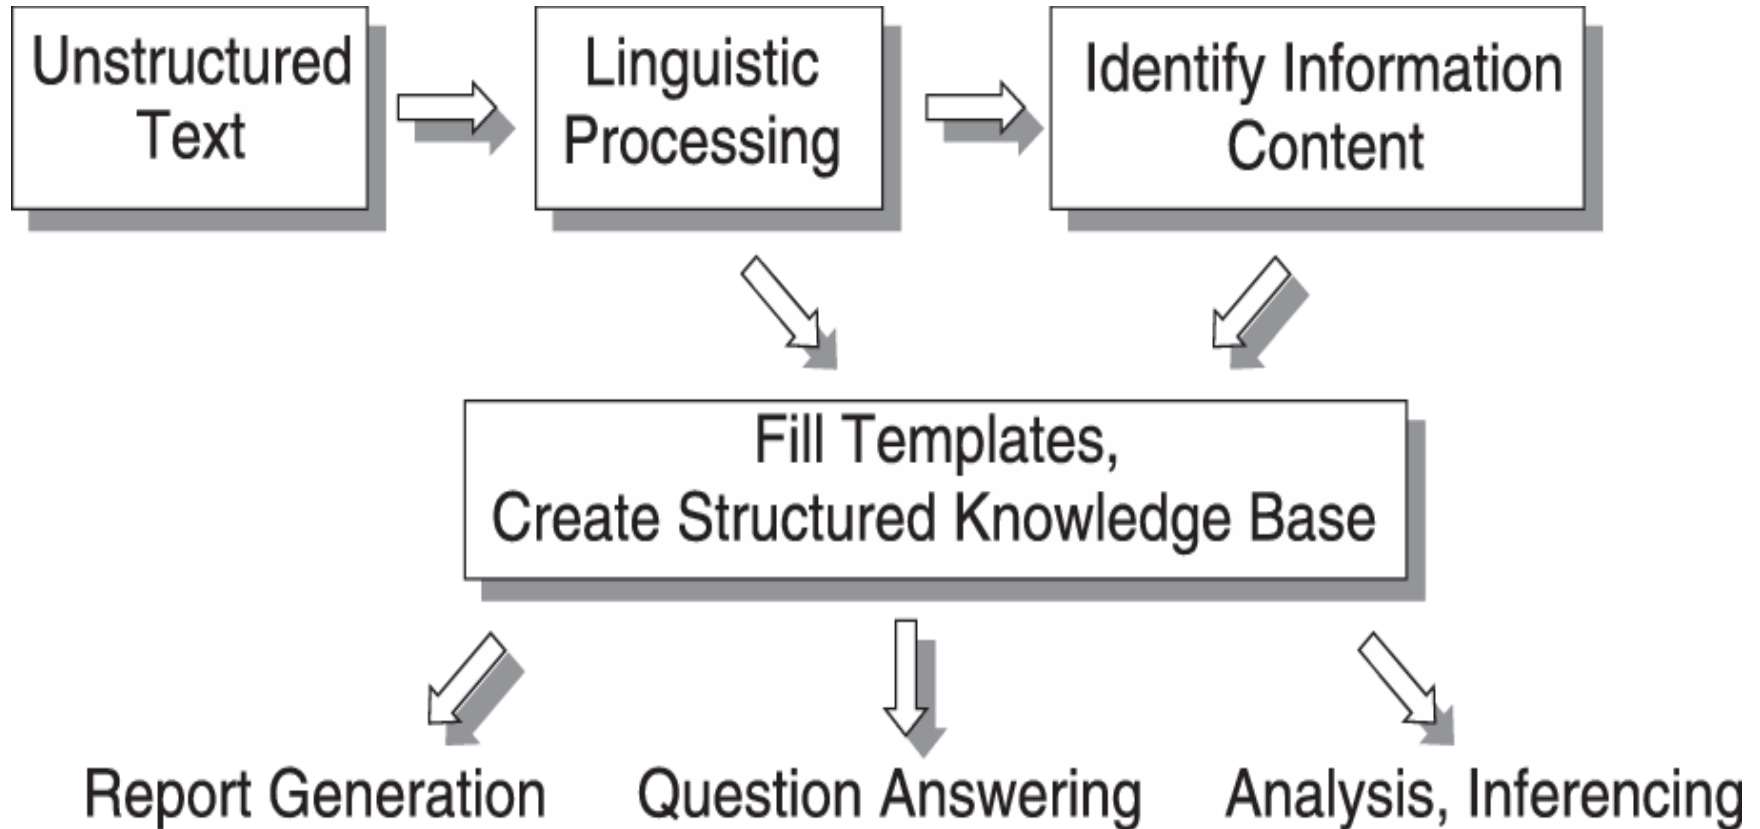 Unstructured
Text
Linguistic
Processing
Identify Information
Content
Fill Templates,
Create Structured Knowledge Base
Report Generation
Question Answering
Analysis, Inferencing